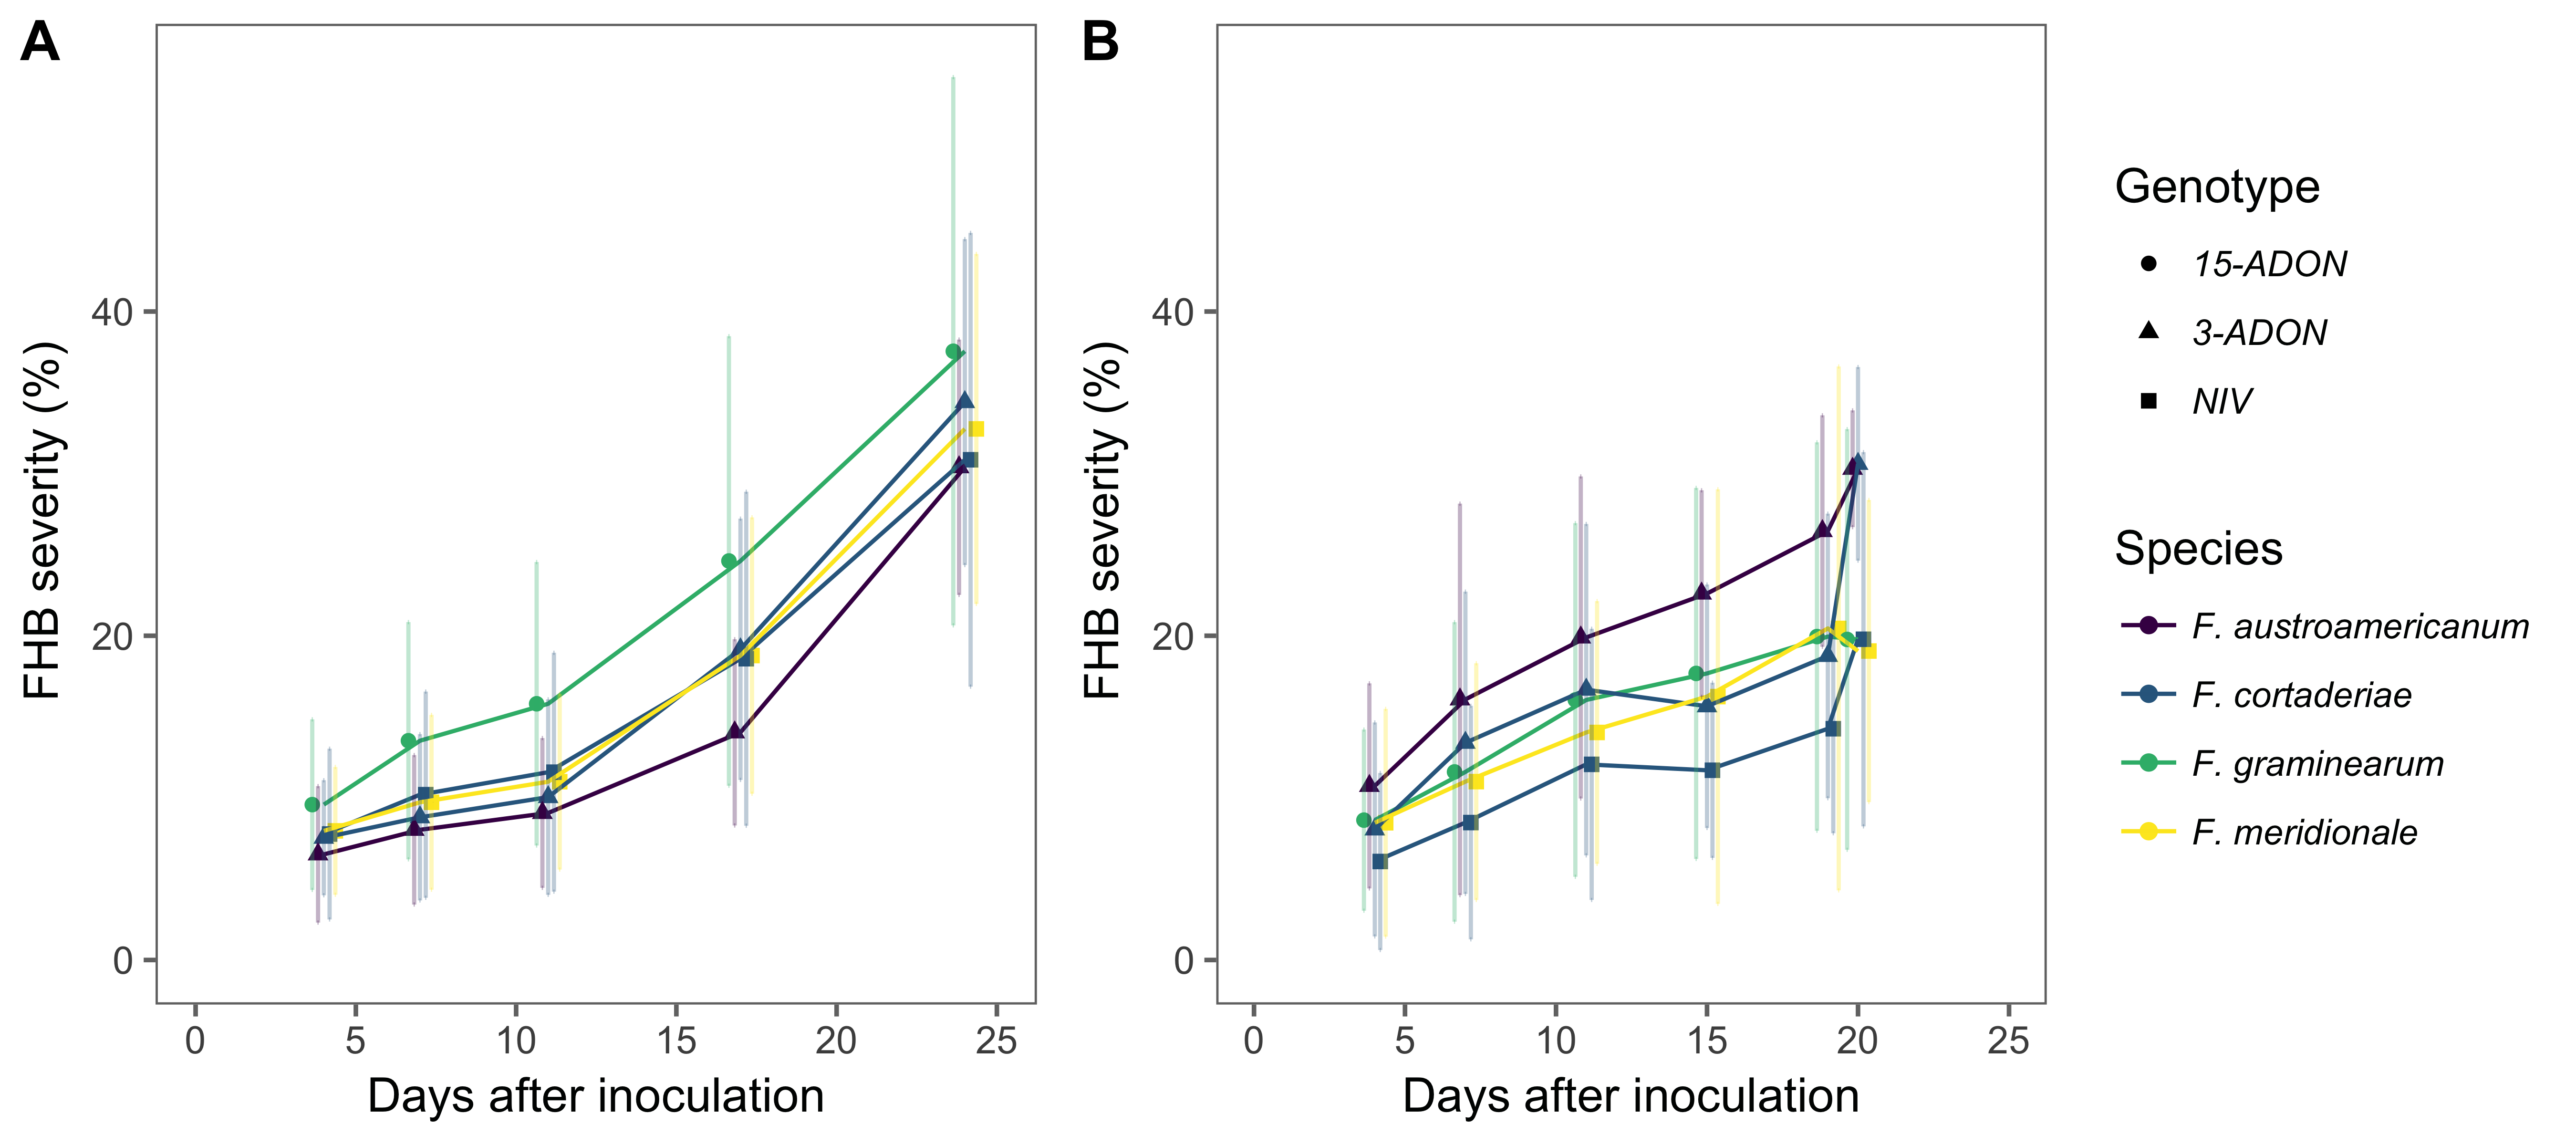 A
FHB severity (%)
40
20
0
0 5 10 15 20 25
Days after inoculation
B
FHB severity (%)
40
20
0
0 5 10 15 20 25
Days after inoculation
Genotype
15-ADON
3-ADON
NIV
Species
F. austroamericanum
F. cortaderiae
F. graminearum
F. meridionale